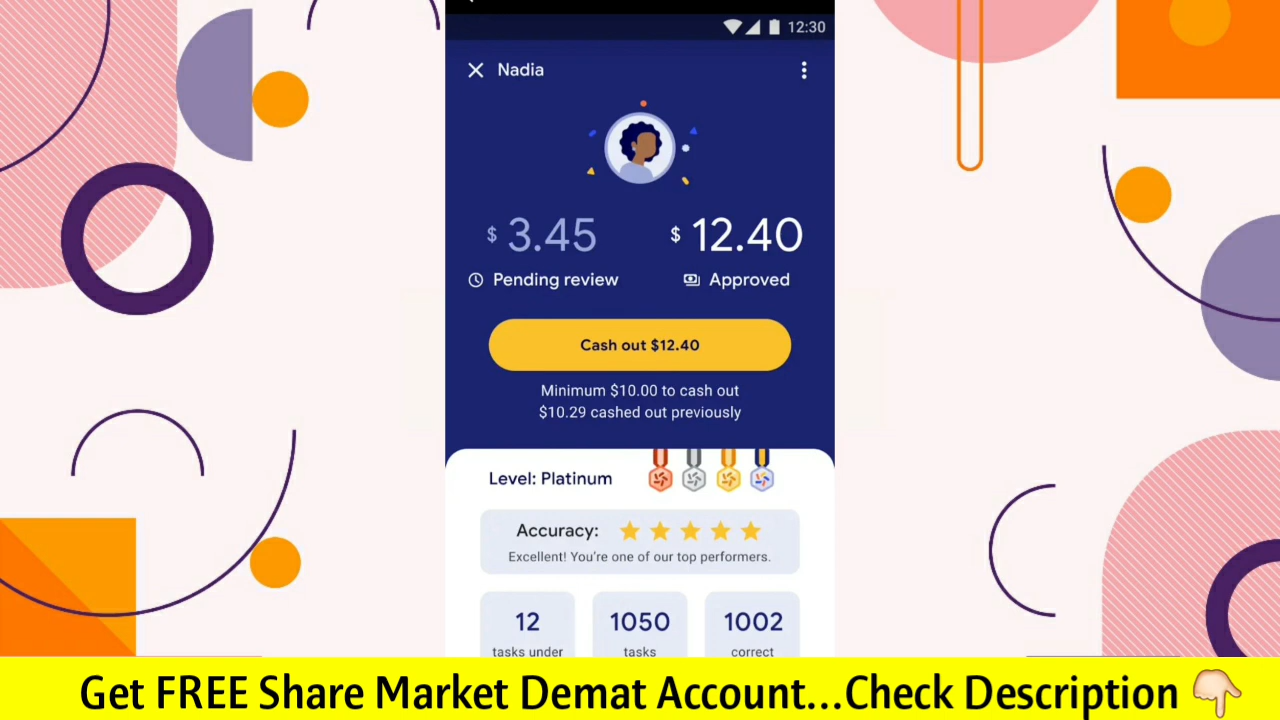 12:30
Nadia
$ 3.45 $ 12.40
Pending review Approved
Cash out $12.40
Minimum $10.00 to cash out
$10.29 cashed out previously
Level: Platinum
Accuracy:
Excellent! You're one of our top performers.
12 1050 1002
tasks under tasks correct
Get FREE Share Market Demat Account...Check Description